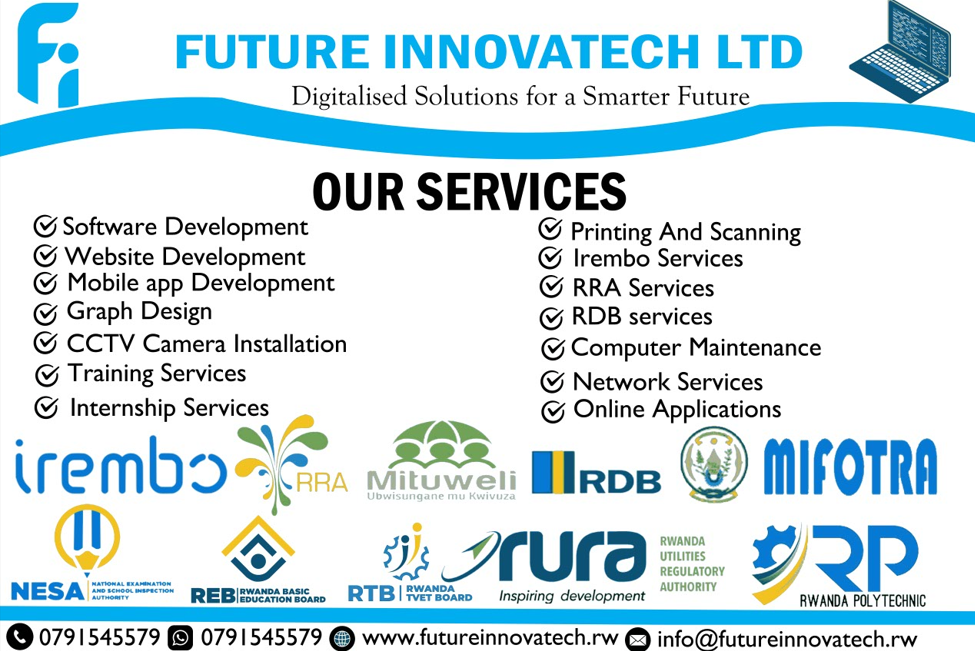 Fi
FUTURE INNOVATECH LTD
Digitalised Solutions for a Smarter Future
OUR SERVICES
Software Development
Website Development
Mobile app Development
Graph Design
CCTV Camera Installation
Training Services
Internship Services
Printing And Scanning
Irembo Services
RRA Services
RDB services
Computer Maintenance
Network Services
Online Applications
irembo
RRA
Mituweli
Ubwisungane mu Kwivuza
RDB
MIFOTRA
NESA
NATIONAL EXAMINATION
AND SCHOOL INSPECTION
AUTHORITY
REB
RWANDA BASIC
EDUCATION BOARD
RTB
RWANDA
TVET BOARD
rura
Inspiring development
RWANDA
UTILITIES
REGULATORY
AUTHORITY
RP
RWANDA POLYTECHNIC
0791545579 0791545579 www.futureinnovatech.rw info@futureinnovatech.rw